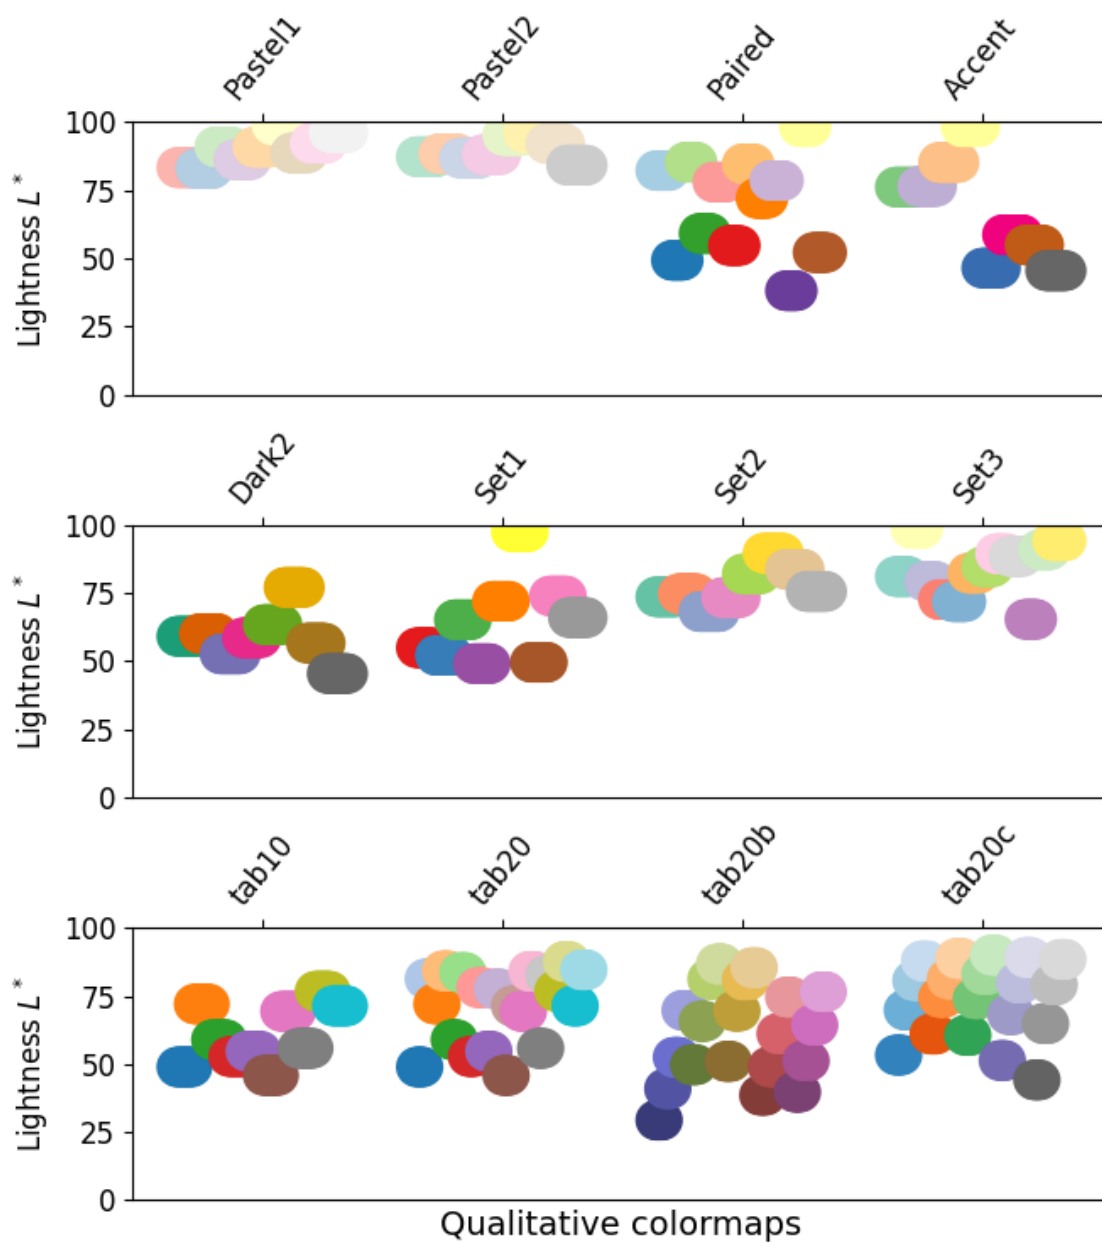 Pastel1 Pastel2 Paired Accent
100
75
50
25
0
Lightness L*
Dark2 Set1 Set2 Set3
100
75
50
25
0
Lightness L*
tab10 tab20 tab20b tab20c
100
75
50
25
0
Lightness L*
Qualitative colormaps